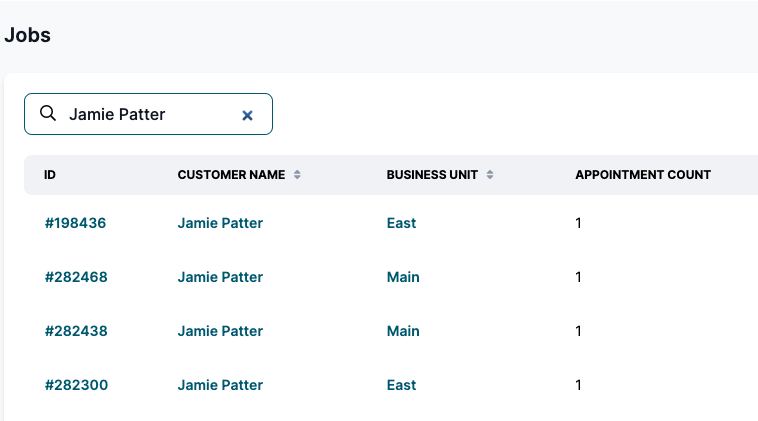 Jobs
Jamie Patter
ID CUSTOMER NAME BUSINESS UNIT APPOINTMENT COUNT
#198436 Jamie Patter East 1
#282468 Jamie Patter Main 1
#282438 Jamie Patter Main 1
#282300 Jamie Patter East 1